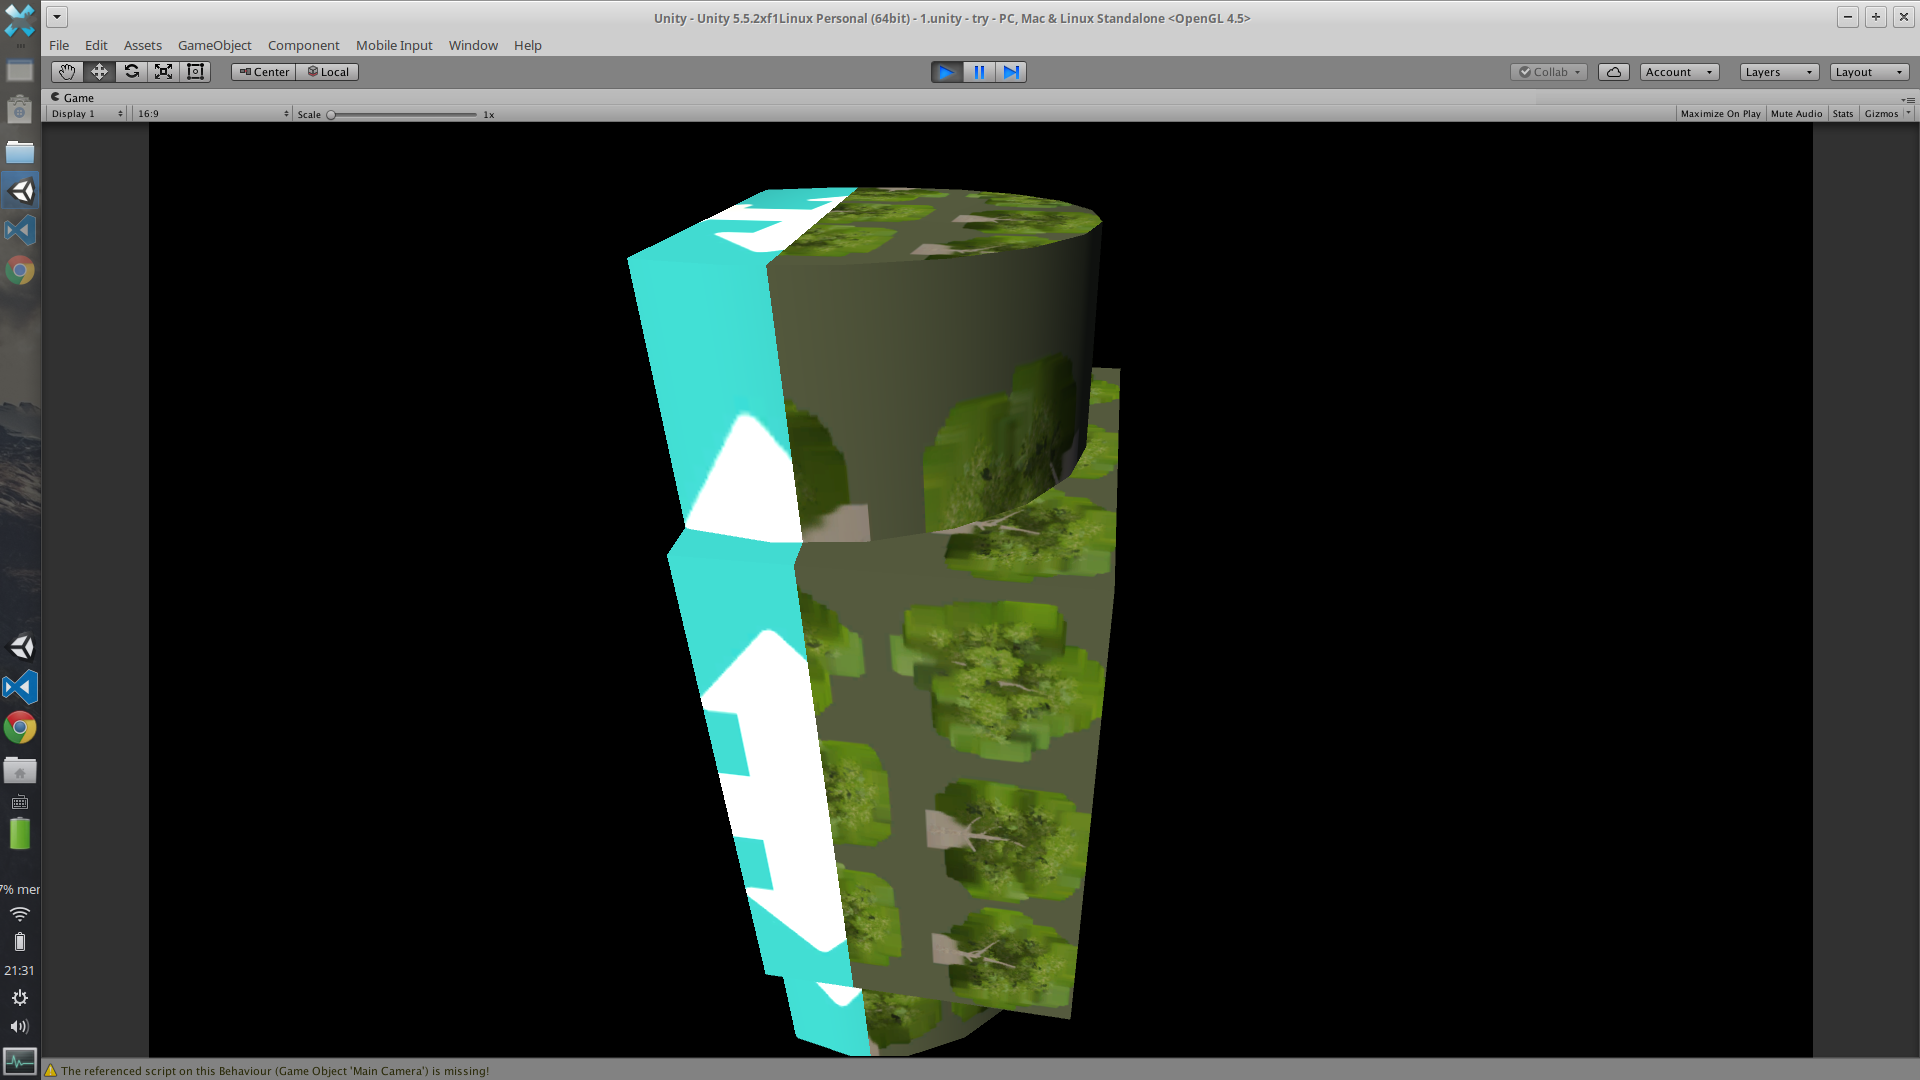 Unity - Unity 5.5.2xf1Linux Personal (64bit) - 1.unity - try - PC, Mac & Linux Standalone <OpenGL 4.5>
File Edit Assets GameObject Component Mobile Input Window Help
Center Local Collab Account Layers Layout
Game
Display 1 16:9 Scale 1x Maximize On Play Mute Audio Stats Gizmos
7% mer
21:31
The referenced script on this Behaviour (Game Object 'Main Camera') is missing!